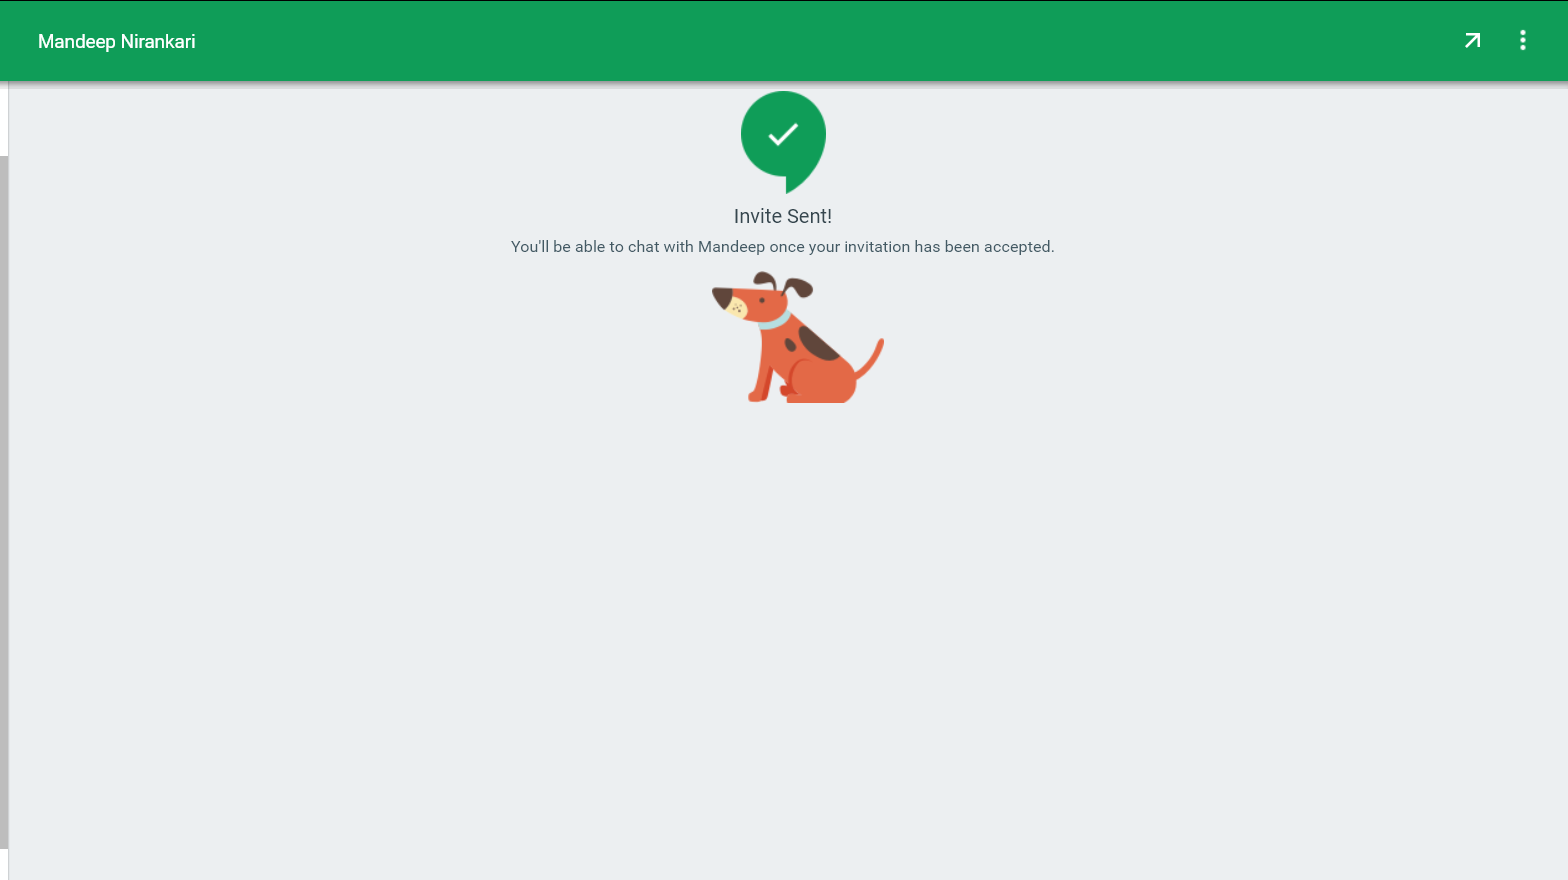 Mandeep Nirankari
Invite Sent!
You'll be able to chat with Mandeep once your invitation has been accepted.